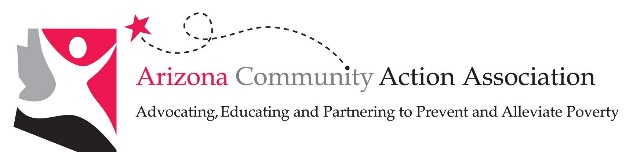 Arizona Community Action Association
Advocating, Educating and Partnering to Prevent and Alleviate Poverty